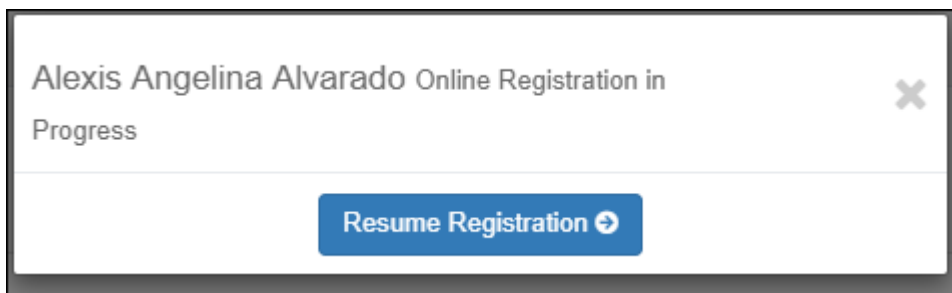 Alexis Angelina Alvarado Online Registration in
Progress
Resume Registration